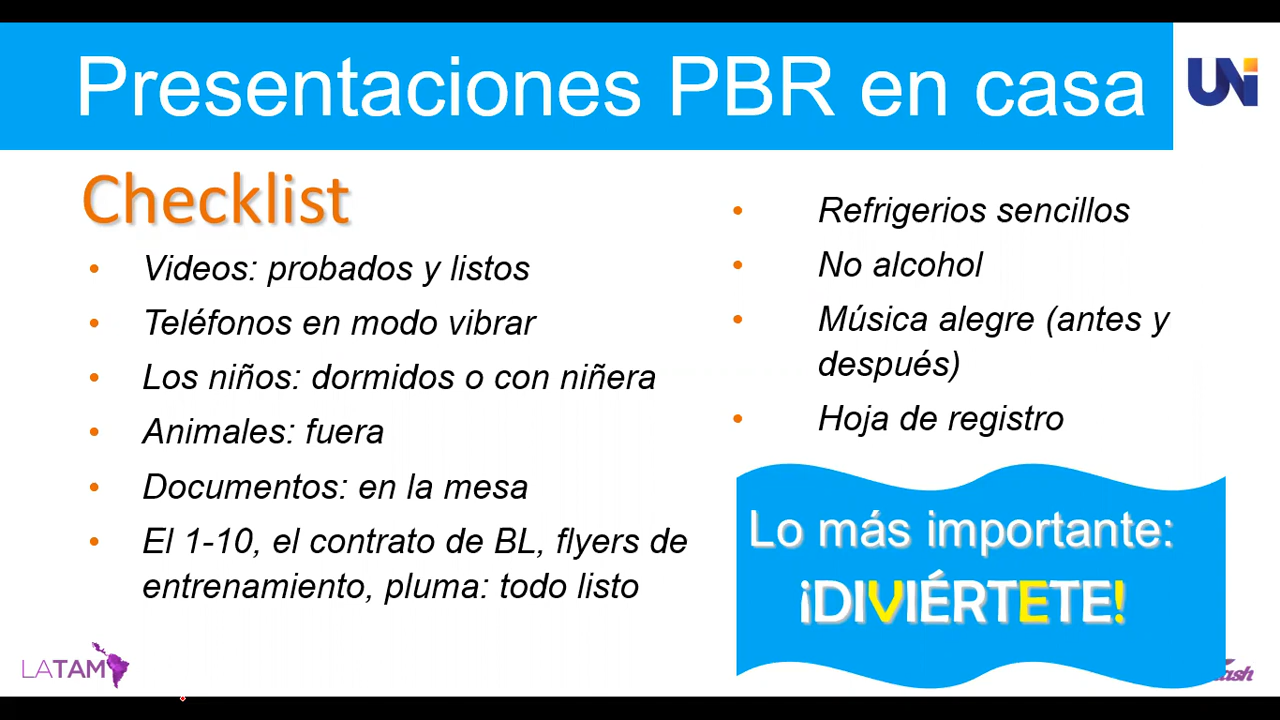 Presentaciones PBR en casa
UNi
Checklist
• Videos: probados y listos
• Teléfonos en modo vibrar
• Los niños: dormidos o con niñera
• Animales: fuera
• Documentos: en la mesa
• El 1-10, el contrato de BL, flyers de
entrenamiento, pluma: todo listo
• Refrigerios sencillos
• No alcohol
• Música alegre (antes y
después)
• Hoja de registro
Lo más importante:
¡DIVIÉRTETE!
LATAM